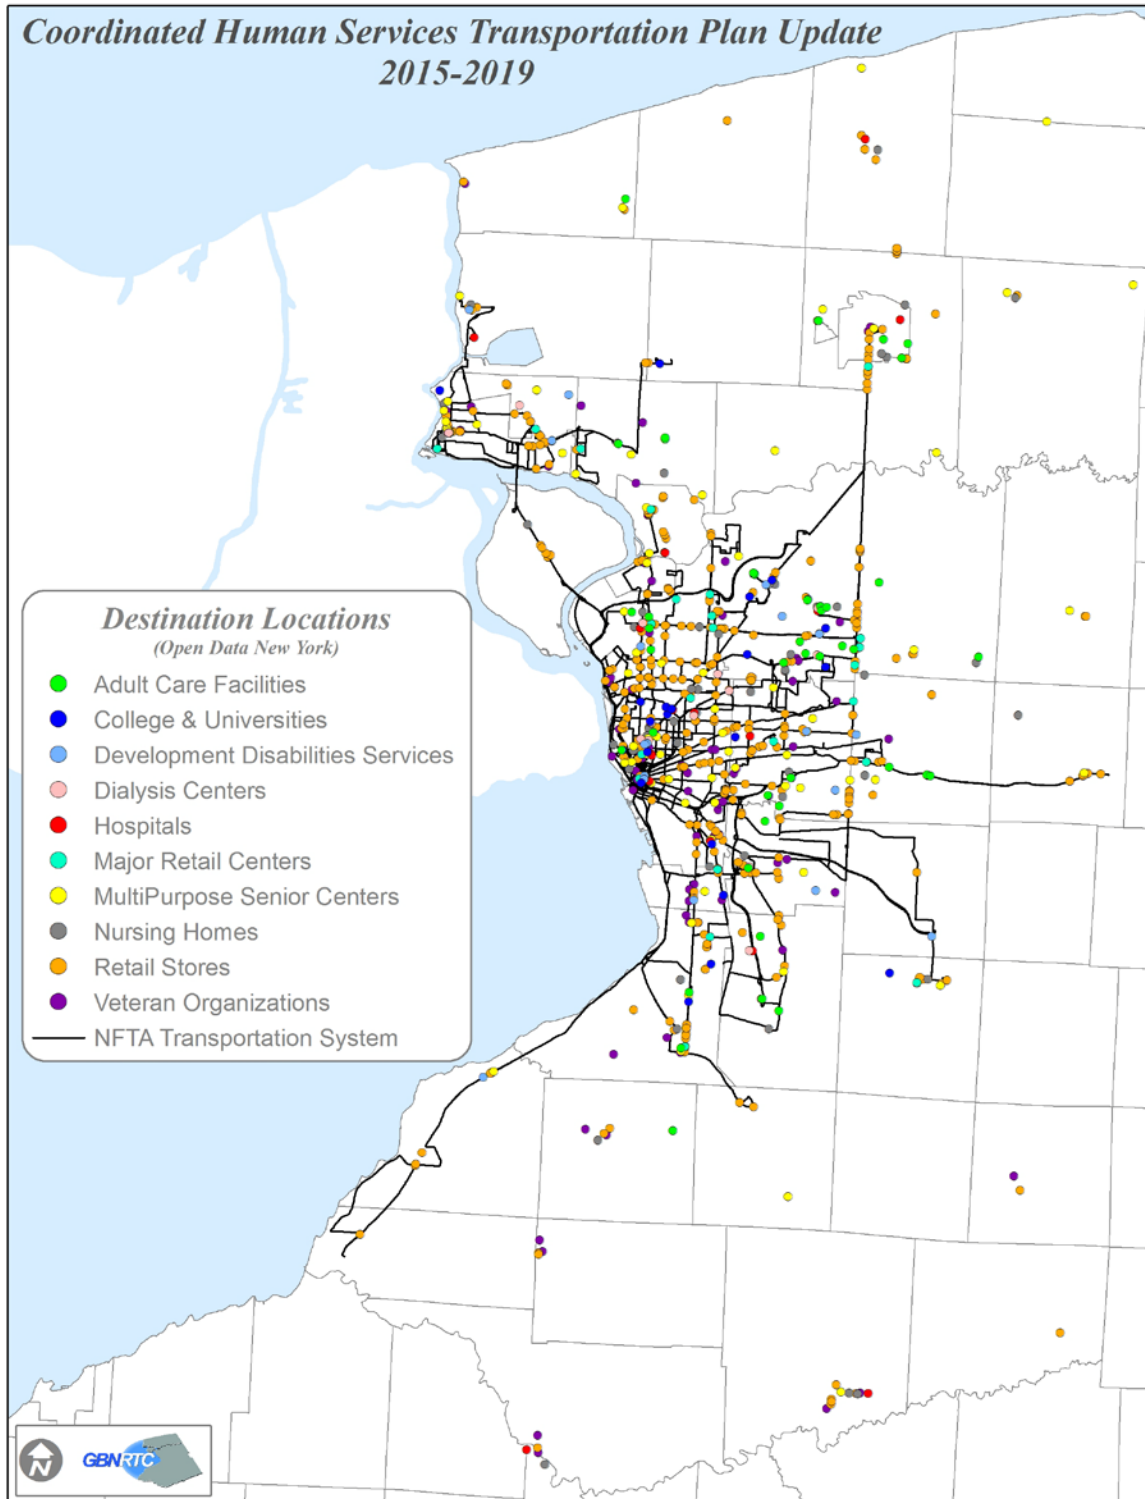 Coordinated Human Services Transportation Plan Update
2015-2019
Destination Locations
(Open Data New York)
Adult Care Facilities
College & Universities
Development Disabilities Services
Dialysis Centers
Hospitals
Major Retail Centers
MultiPurpose Senior Centers
Nursing Homes
Retail Stores
Veteran Organizations
NFTA Transportation System
N
GBNRTC